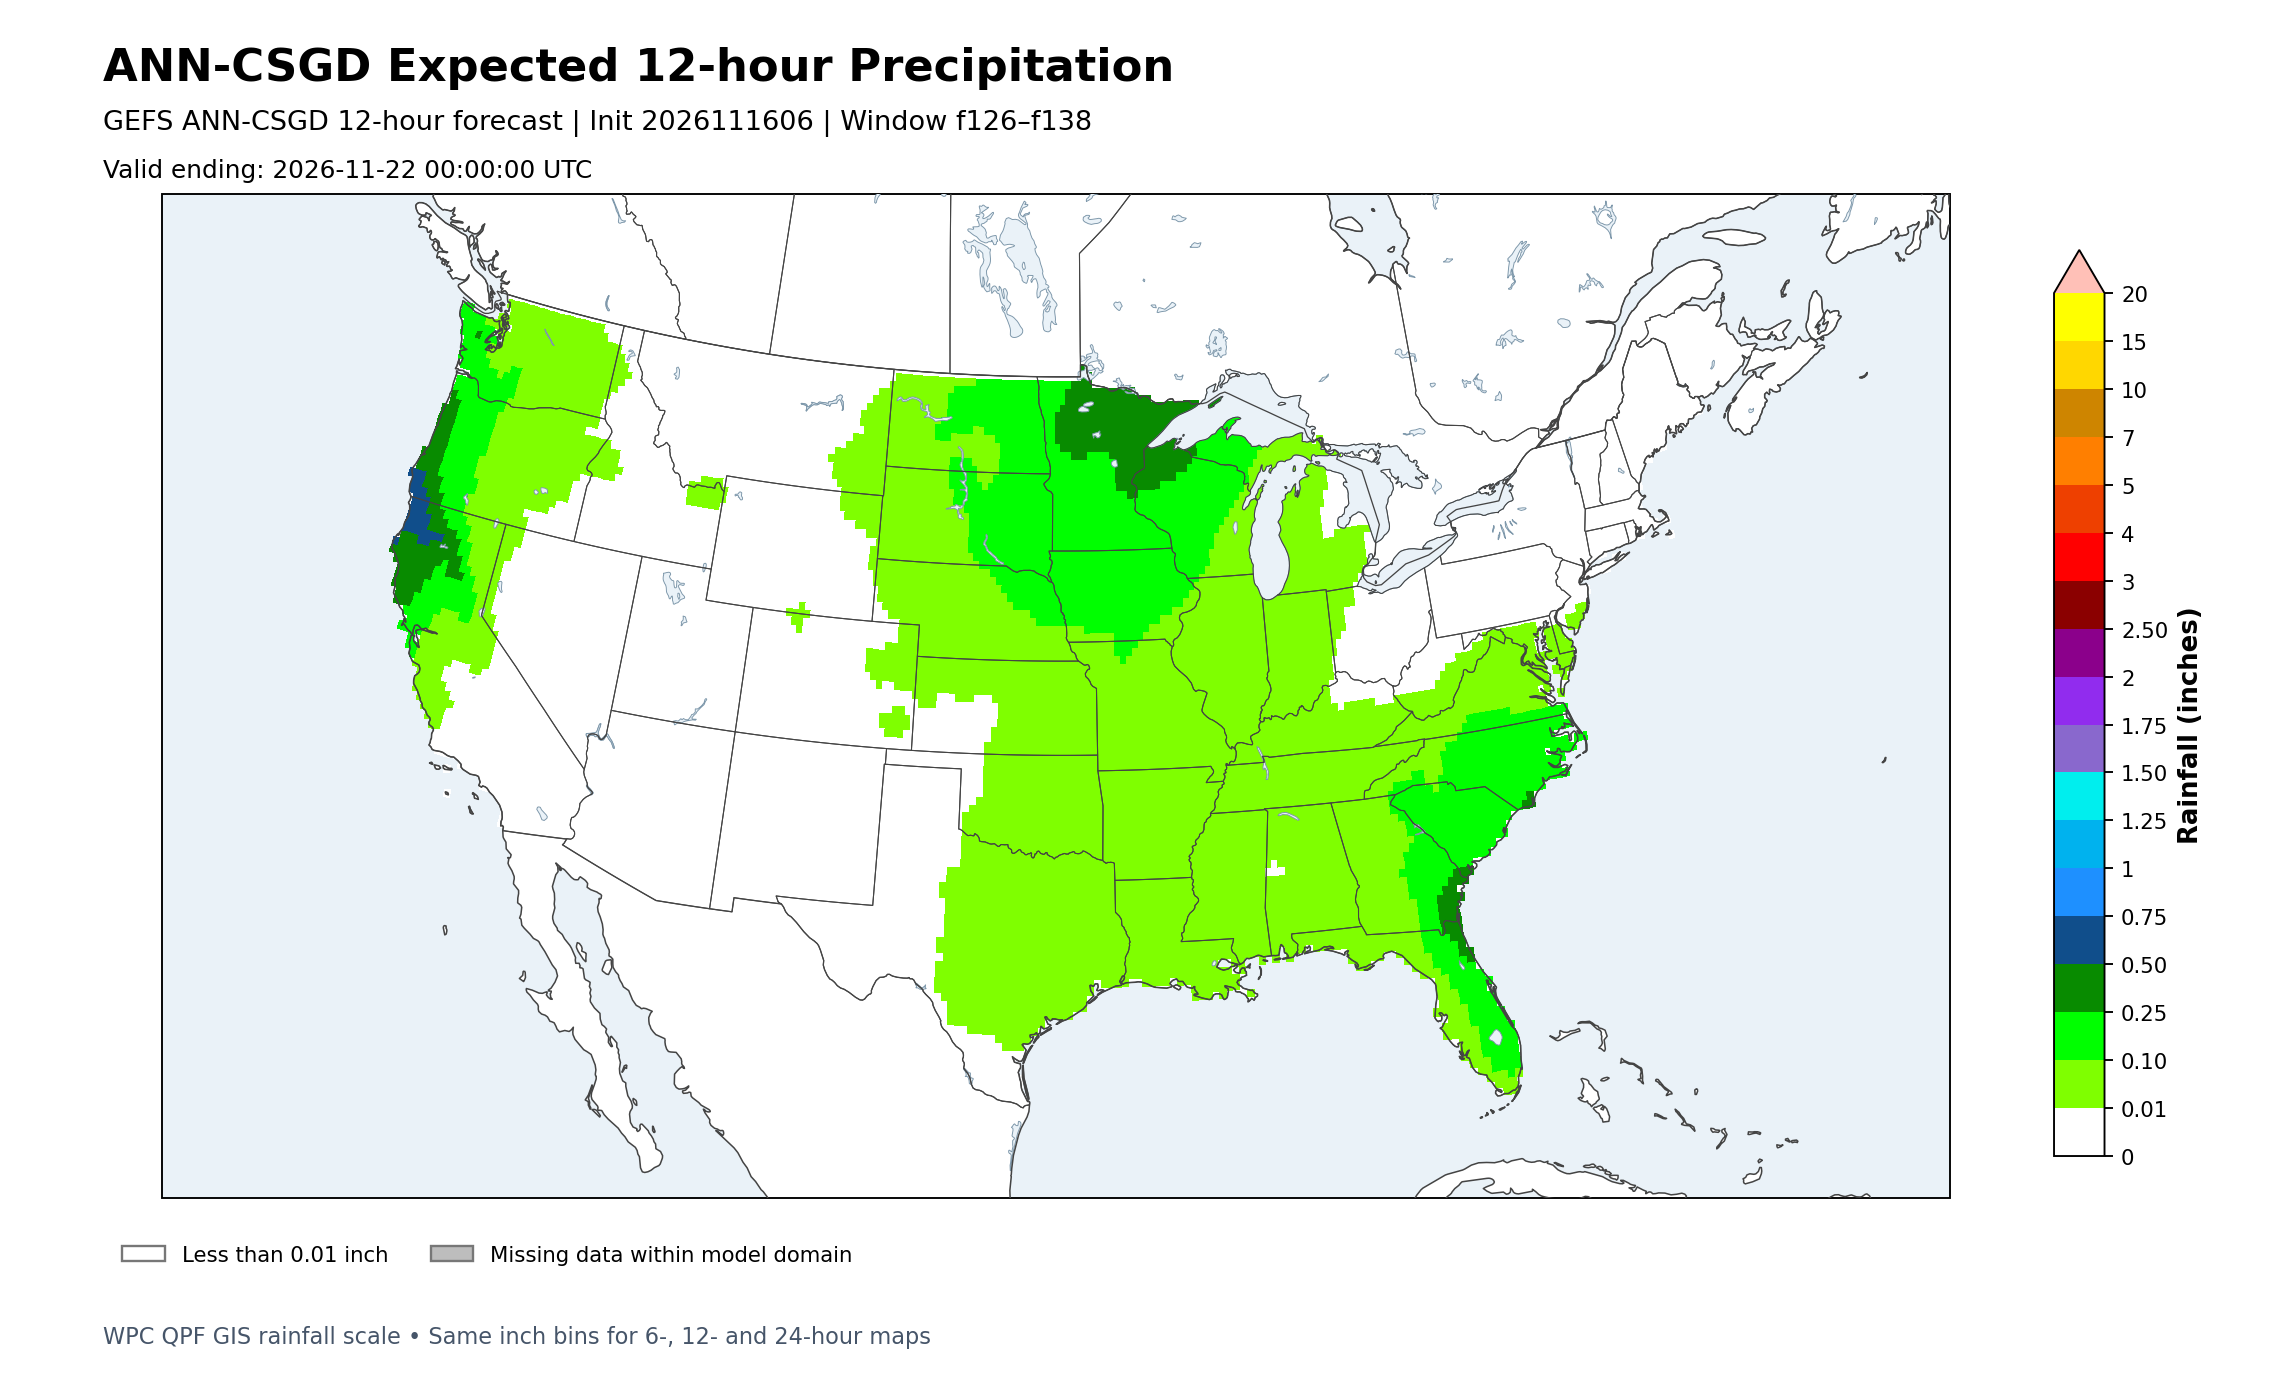 ANN-CSGD Expected 12-hour Precipitation
GEFS ANN-CSGD 12-hour forecast | Init 2026111606 | Window f126–f138
Valid ending: 2026-11-22 00:00:00 UTC
20
15
10
7
5
4
3
2.50
2
1.75
1.50
1.25
1
0.75
0.50
0.25
0.10
0.01
0
Rainfall (inches)
Less than 0.01 inch
Missing data within model domain
WPC QPF GIS rainfall scale • Same inch bins for 6-, 12- and 24-hour maps